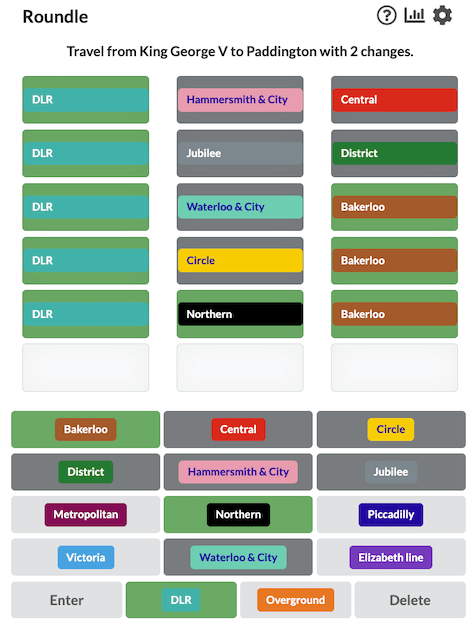 Roundle
Travel from King George V to Paddington with 2 changes.
DLR Hammersmith & City Central
DLR Jubilee District
DLR Waterloo & City Bakerloo
DLR Circle Bakerloo
DLR Northern Bakerloo
Bakerloo Central Circle
District Hammersmith & City Jubilee
Metropolitan Northern Piccadilly
Victoria Waterloo & City Elizabeth line
Enter DLR Overground Delete